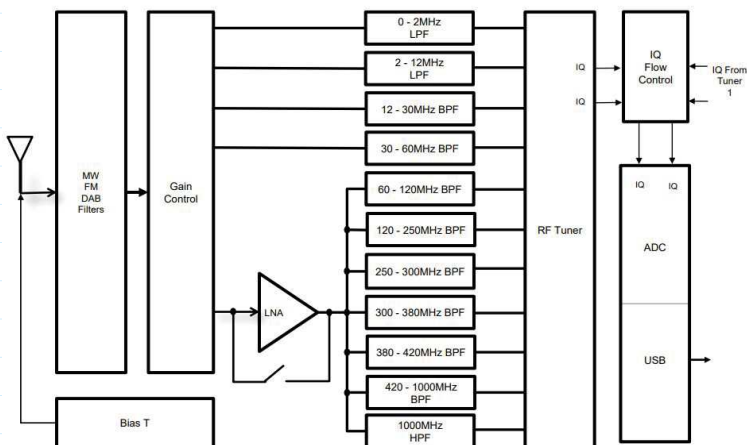 0 - 2MHz
LPF
2 - 12MHz
LPF
12 - 30MHz BPF
30 - 60MHz BPF
60 - 120MHz BPF
120 - 250MHz BPF
250 - 300MHz BPF
300 - 380MHz BPF
380 - 420MHz BPF
420 - 1000MHz
BPF
1000MHz
HPF
MW
FM
DAB
Filters
Gain
Control
LNA
Bias T
RF Tuner
IQ
IQ
IQ
Flow
Control
IQ From
Tuner
1
IQ IQ
ADC
USB